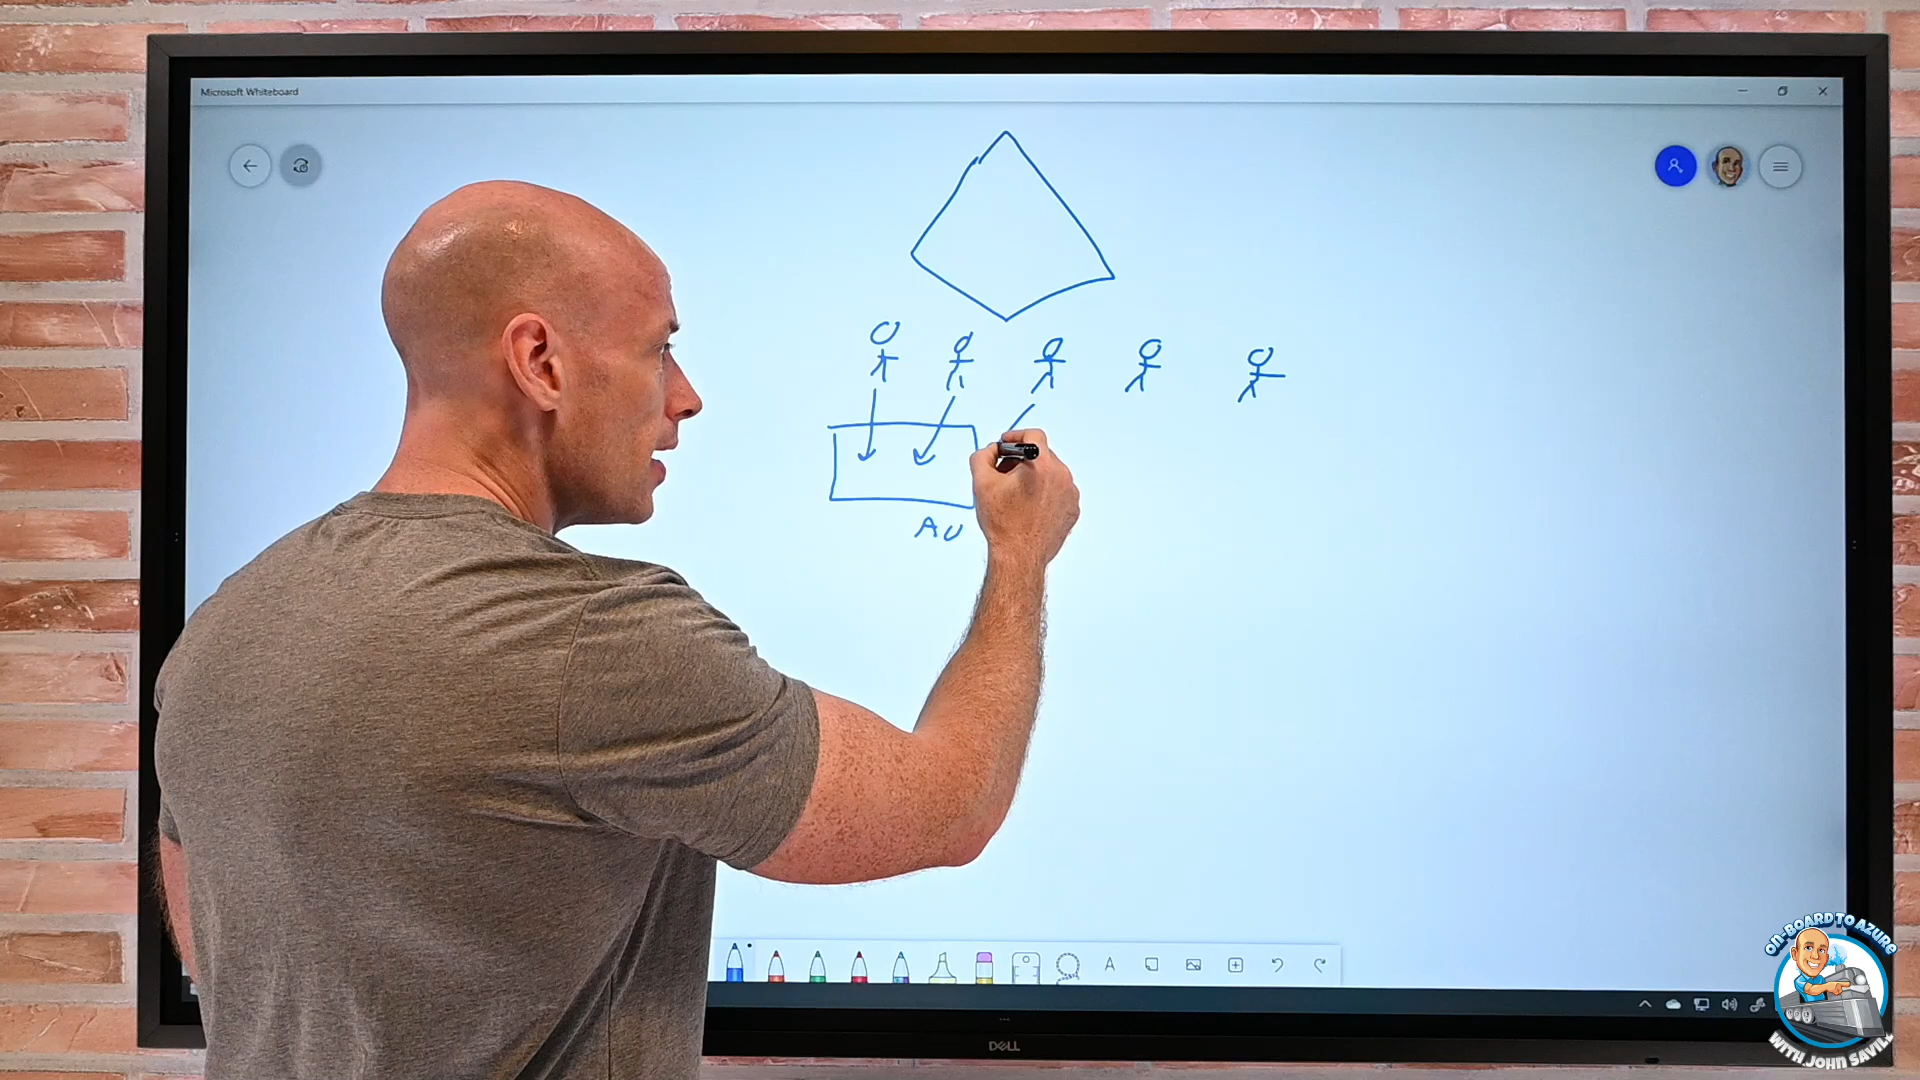 Microsoft Whiteboard
AU
A
DELL
ON-BOARD TO AZURE
WITH JOHN SAVILL